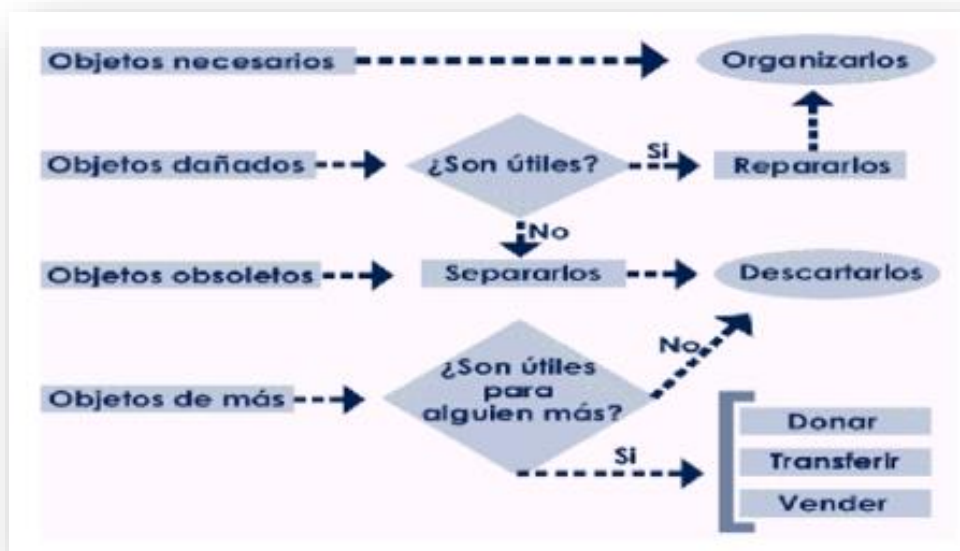 Objetos necesarios
Organizarlos
Objetos dañados
¿Son útiles?
Si
Repararlos
No
Objetos obsoletos
Separarlos
Descartarlos
Objetos de más
¿Son útiles
para
alguien más?
No
Si
Donar
Transferir
Vender